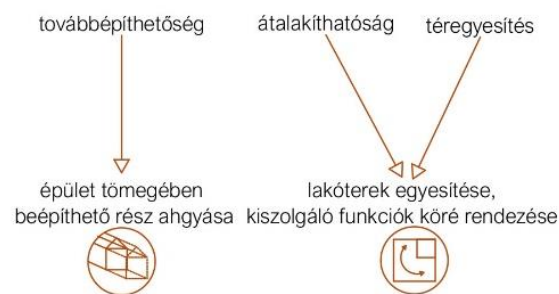 továbbépíthetőség
átalakíthatóság
téregyesítés
épület tömegében
beépíthető rész ahgyása
lakóterek egyesítése,
kiszolgáló funkciók köré rendezése